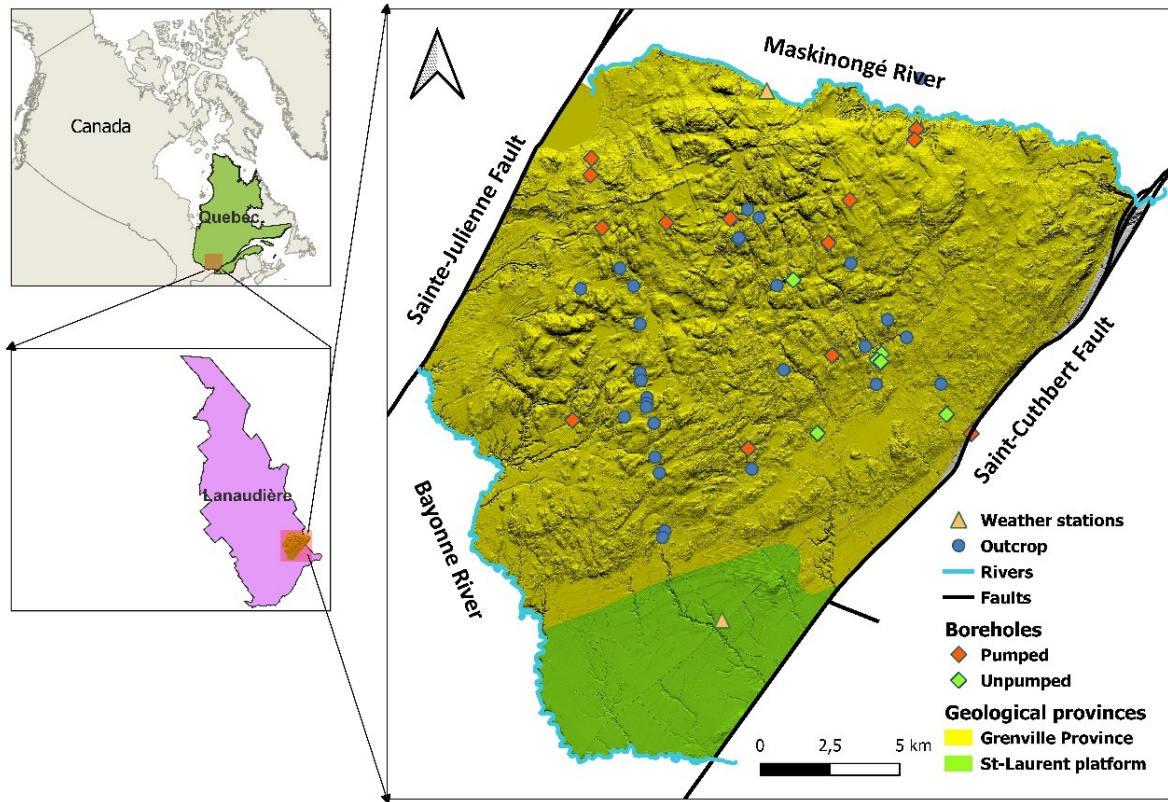 Canada
Quebec
Lanaudière
Maskinongé River
Sainte-Julienne Fault
Saint-Cuthbert Fault
Bayonne River
Weather stations
Outcrop
Rivers
Faults
Boreholes
Pumped
Unpumped
Geological provinces
Grenville Province
St-Laurent platform
0 2,5 5 km